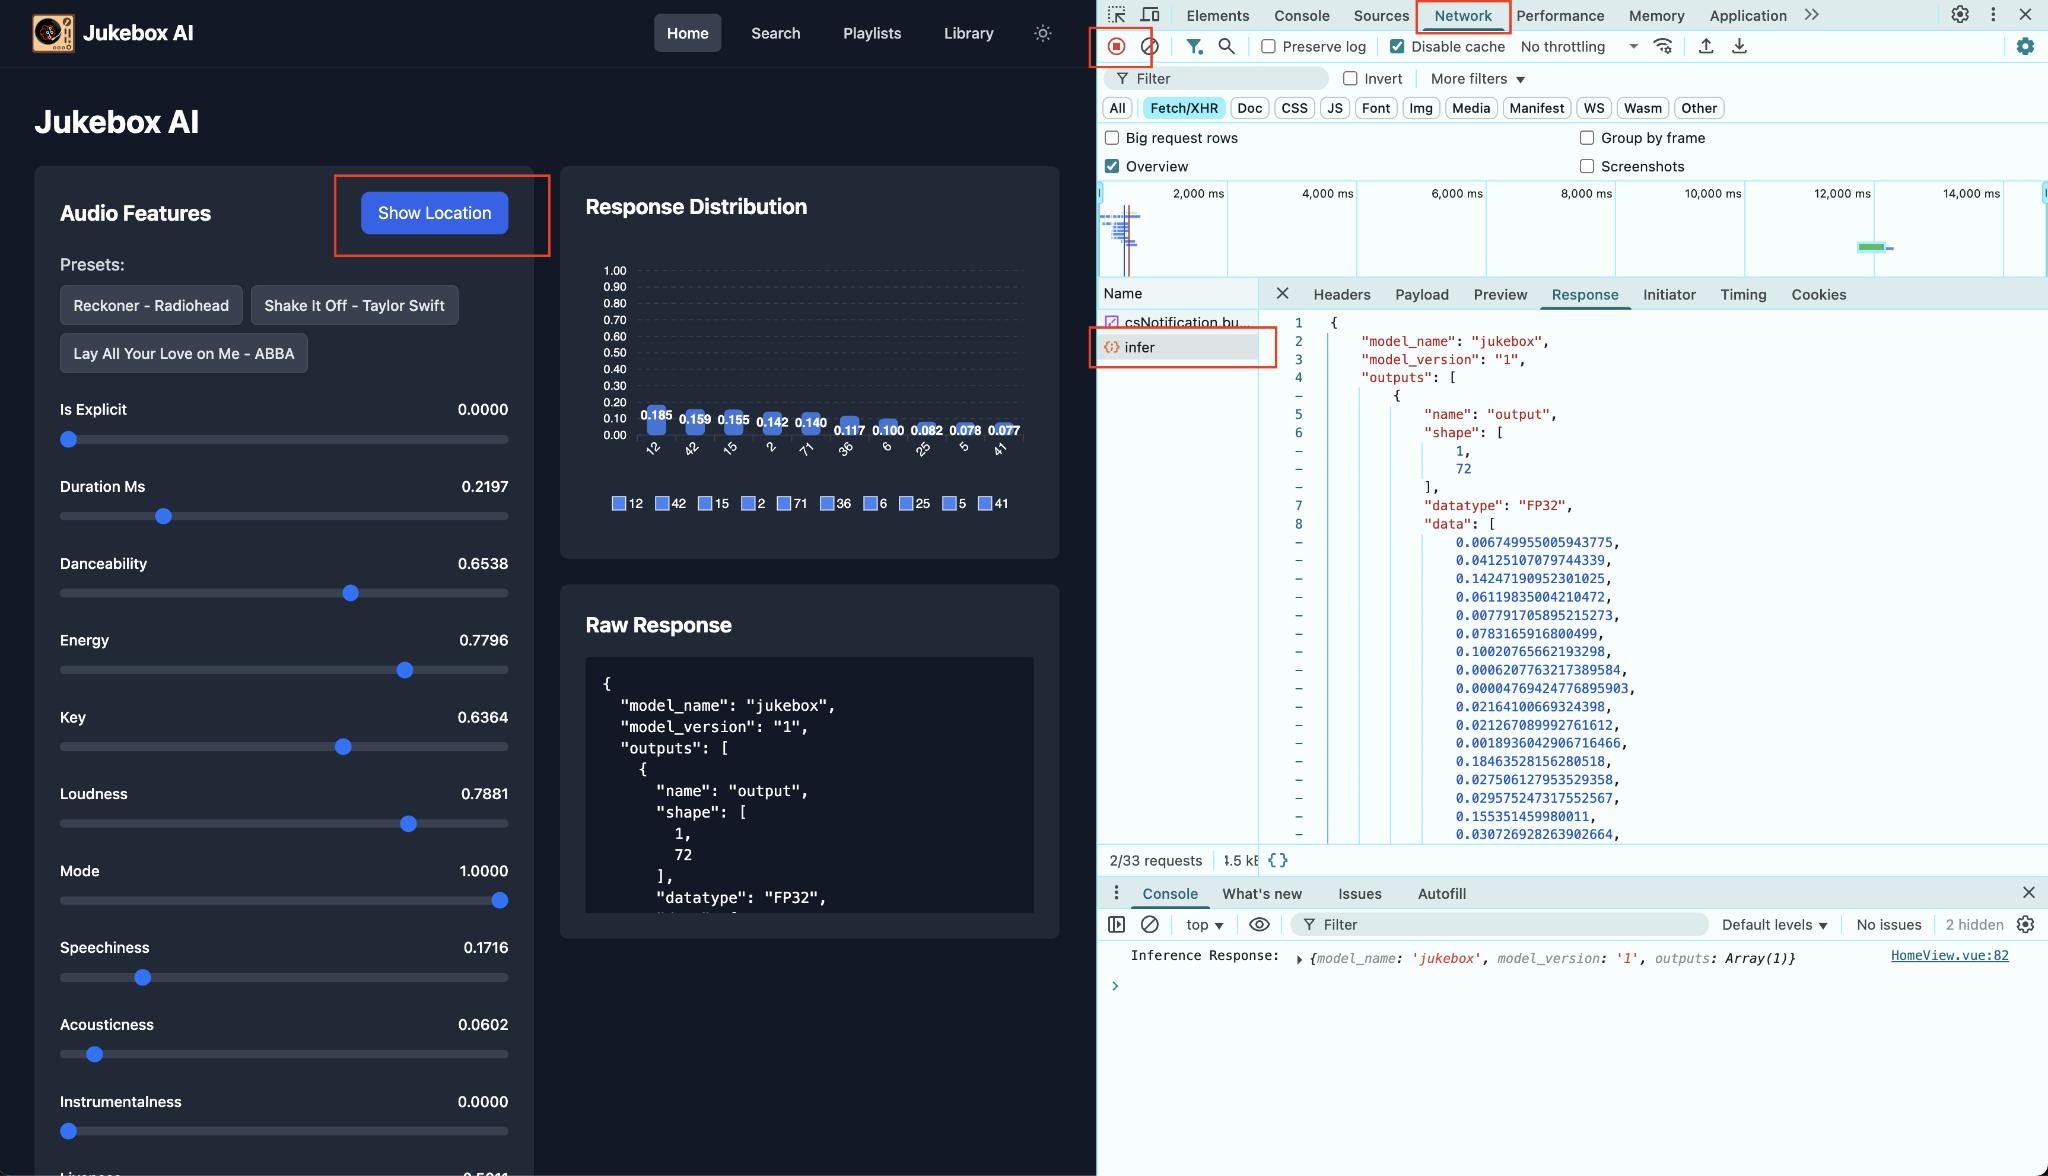 Jukebox AI
Home Search Playlists Library
Jukebox AI
Audio Features
Show Location
Presets:
Reckoner - Radiohead
Shake It Off - Taylor Swift
Lay All Your Love on Me - ABBA
Is Explicit 0.0000
Duration Ms 0.2197
Danceability 0.6538
Energy 0.7796
Key 0.6364
Loudness 0.7881
Mode 1.0000
Speechiness 0.1716
Acousticness 0.0602
Instrumentalness 0.0000
Response Distribution
1.00
0.90
0.80
0.70
0.60
0.50
0.40
0.30
0.20
0.10
0.00
0.185 0.159 0.155 0.142 0.140 0.117 0.100 0.082 0.078 0.077
12 42 15 2 71 36 6 25 5 41
12 42 15 2 71 36 6 25 5 41
Raw Response
{
"model_name": "jukebox",
"model_version": "1",
"outputs": [
{
"name": "output",
"shape": [
1,
72
],
"datatype": "FP32",
Elements Console Sources Network Performance Memory Application
Preserve log Disable cache No throttling
Filter Invert More filters
All Fetch/XHR Doc CSS JS Font Img Media Manifest WS Wasm Other
Big request rows Group by frame
Overview Screenshots
2,000 ms 4,000 ms 6,000 ms 8,000 ms 10,000 ms 12,000 ms 14,000 ms
Name
csNotification.bu...
infer
Headers Payload Preview Response Initiator Timing Cookies
1 {
2 "model_name": "jukebox",
3 "model_version": "1",
4 "outputs": [
- {
5 "name": "output",
6 "shape": [
- 1,
- 72
- ],
7 "datatype": "FP32",
8 "data": [
- 0.006749955005943775,
- 0.04125107079744339,
- 0.14247190952301025,
- 0.06119835004210472,
- 0.007791705895215273,
- 0.0783165916800499,
- 0.10020765662193298,
- 0.0006207763217389584,
- 0.00004769424776895903,
- 0.02164100669324398,
- 0.021267089992761612,
- 0.0018936042906716466,
- 0.18463528156280518,
- 0.027506127953529358,
- 0.029575247317552567,
- 0.155351459980011,
- 0.030726928263902664,
2/33 requests {}
Console What's new Issues Autofill
top Filter Default levels No issues 2 hidden
Inference Response: {model_name: 'jukebox', model_version: '1', outputs: Array(1)} HomeView.vue:82